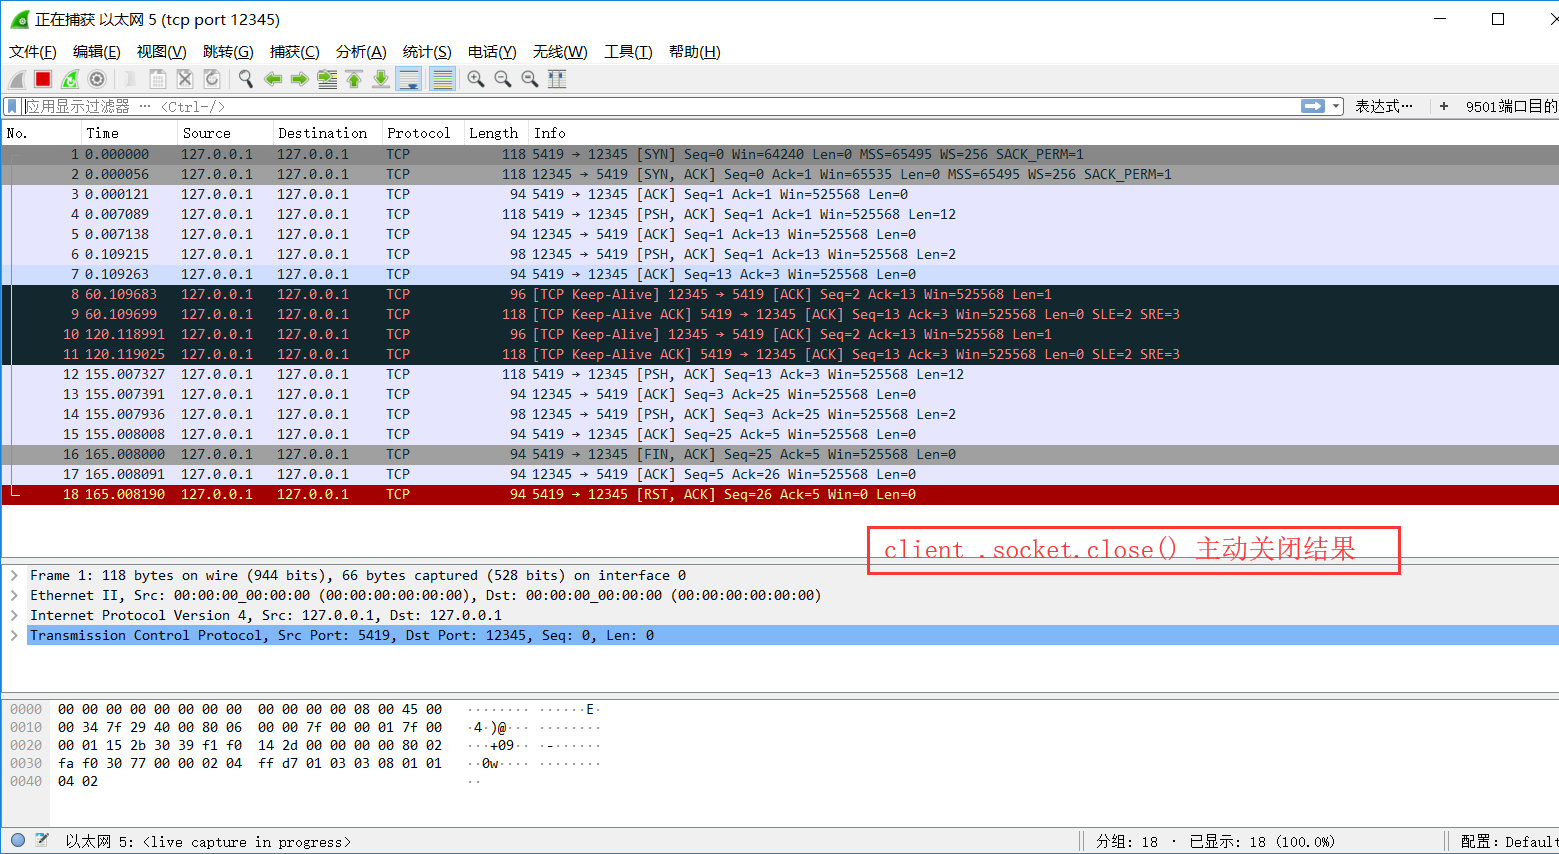 正在捕获 以太网 5 (tcp port 12345)
文件(F) 编辑(E) 视图(V) 跳转(G) 捕获(C) 分析(A) 统计(S) 电话(Y) 无线(W) 工具(T) 帮助(H)
应用显示过滤器 … <Ctrl-/> 表达式… + 9501端口目的
No. Time Source Destination Protocol Length Info
1 0.000000 127.0.0.1 127.0.0.1 TCP 118 5419 → 12345 [SYN] Seq=0 Win=64240 Len=0 MSS=65495 WS=256 SACK_PERM=1
2 0.000056 127.0.0.1 127.0.0.1 TCP 118 12345 → 5419 [SYN, ACK] Seq=0 Ack=1 Win=65535 Len=0 MSS=65495 WS=256 SACK_PERM=1
3 0.000121 127.0.0.1 127.0.0.1 TCP 94 5419 → 12345 [ACK] Seq=1 Ack=1 Win=525568 Len=0
4 0.007089 127.0.0.1 127.0.0.1 TCP 118 5419 → 12345 [PSH, ACK] Seq=1 Ack=1 Win=525568 Len=12
5 0.007138 127.0.0.1 127.0.0.1 TCP 94 12345 → 5419 [ACK] Seq=1 Ack=13 Win=525568 Len=0
6 0.109215 127.0.0.1 127.0.0.1 TCP 98 12345 → 5419 [PSH, ACK] Seq=1 Ack=13 Win=525568 Len=2
7 0.109263 127.0.0.1 127.0.0.1 TCP 94 5419 → 12345 [ACK] Seq=13 Ack=3 Win=525568 Len=0
8 60.109683 127.0.0.1 127.0.0.1 TCP 96 [TCP Keep-Alive] 12345 → 5419 [ACK] Seq=2 Ack=13 Win=525568 Len=1
9 60.109699 127.0.0.1 127.0.0.1 TCP 118 [TCP Keep-Alive ACK] 5419 → 12345 [ACK] Seq=13 Ack=3 Win=525568 Len=0 SLE=2 SRE=3
10 120.118991 127.0.0.1 127.0.0.1 TCP 96 [TCP Keep-Alive] 12345 → 5419 [ACK] Seq=2 Ack=13 Win=525568 Len=1
11 120.119025 127.0.0.1 127.0.0.1 TCP 118 [TCP Keep-Alive ACK] 5419 → 12345 [ACK] Seq=13 Ack=3 Win=525568 Len=0 SLE=2 SRE=3
12 155.007327 127.0.0.1 127.0.0.1 TCP 118 5419 → 12345 [PSH, ACK] Seq=13 Ack=3 Win=525568 Len=12
13 155.007391 127.0.0.1 127.0.0.1 TCP 94 12345 → 5419 [ACK] Seq=3 Ack=25 Win=525568 Len=0
14 155.007936 127.0.0.1 127.0.0.1 TCP 98 12345 → 5419 [PSH, ACK] Seq=3 Ack=25 Win=525568 Len=2
15 155.008008 127.0.0.1 127.0.0.1 TCP 94 5419 → 12345 [ACK] Seq=25 Ack=5 Win=525568 Len=0
16 165.008000 127.0.0.1 127.0.0.1 TCP 94 5419 → 12345 [FIN, ACK] Seq=25 Ack=5 Win=525568 Len=0
17 165.008091 127.0.0.1 127.0.0.1 TCP 94 12345 → 5419 [ACK] Seq=5 Ack=26 Win=525568 Len=0
18 165.008190 127.0.0.1 127.0.0.1 TCP 94 5419 → 12345 [RST, ACK] Seq=26 Ack=5 Win=0 Len=0
client .socket.close() 主动关闭结果
Frame 1: 118 bytes on wire (944 bits), 66 bytes captured (528 bits) on interface 0
Ethernet II, Src: 00:00:00_00:00:00 (00:00:00:00:00:00), Dst: 00:00:00_00:00:00 (00:00:00:00:00:00)
Internet Protocol Version 4, Src: 127.0.0.1, Dst: 127.0.0.1
Transmission Control Protocol, Src Port: 5419, Dst Port: 12345, Seq: 0, Len: 0
0000 00 00 00 00 00 00 00 00 00 00 00 00 08 00 45 00 ········ ······E·
0010 00 34 7f 29 40 00 80 06 00 00 7f 00 00 01 7f 00 ·4·)@··· ········
0020 00 01 15 2b 30 39 f1 f0 14 2d 00 00 00 00 80 02 ···+09·· ·-······
0030 fa f0 30 77 00 00 02 04 ff d7 01 03 03 08 01 01 ··0w···· ········
0040 04 02 ··
以太网 5: <live capture in progress> 分组: 18 · 已显示: 18 (100.0%) 配置: Default